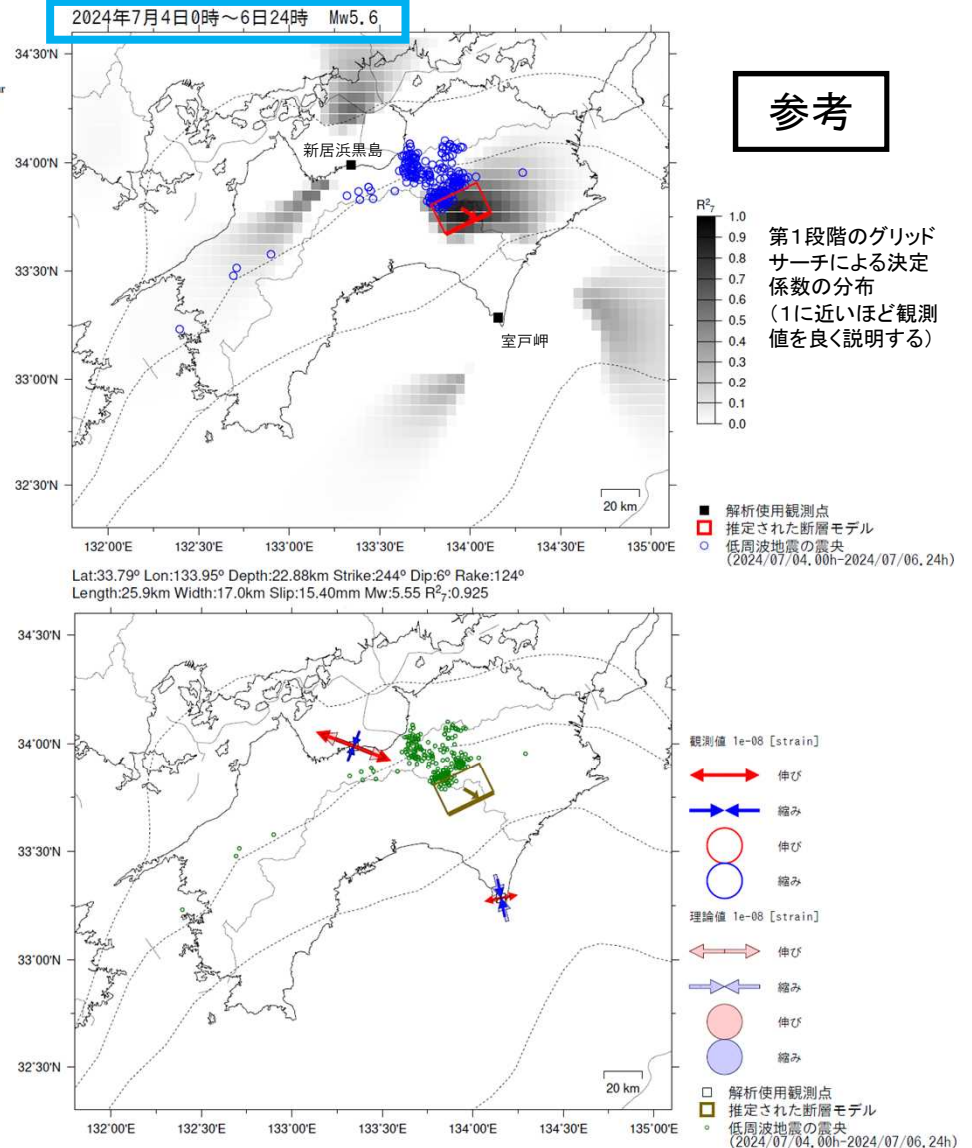 2024年7月4日0時～6日24時 Mw5.6
参考
34°30'N
34°00'N
33°30'N
33°00'N
32°30'N
新居浜黒島
室戸岬
20 km
132°00'E 132°30'E 133°00'E 133°30'E 134°00'E 134°30'E 135°00'E
R²₇
1.0
0.9
0.8
0.7
0.6
0.5
0.4
0.3
0.2
0.1
0.0
第1段階のグリッド
サーチによる決定
係数の分布
(1に近いほど観測
値を良く説明する)
解析使用観測点
推定された断層モデル
低周波地震の震央
(2024/07/04.00h-2024/07/06.24h)
Lat:33.79º Lon:133.95º Depth:22.88km Strike:244º Dip:6º Rake:124º
Length:25.9km Width:17.0km Slip:15.40mm Mw:5.55 R²₇:0.925
34°30'N
34°00'N
33°30'N
33°00'N
32°30'N
20 km
132°00'E 132°30'E 133°00'E 133°30'E 134°00'E 134°30'E 135°00'E
観測値 1e-08 [strain]
伸び
縮み
伸び
縮み
理論値 1e-08 [strain]
伸び
縮み
伸び
縮み
解析使用観測点
推定された断層モデル
低周波地震の震央
(2024/07/04.00h-2024/07/06.24h)